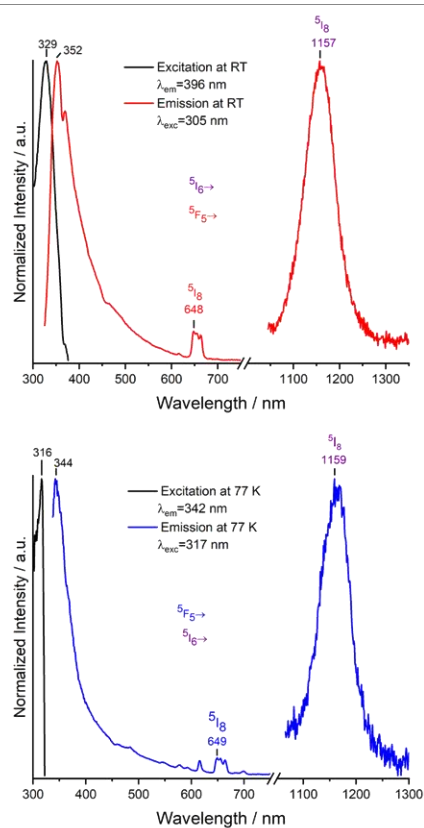 329
352
Excitation at RT
λem=396 nm
Emission at RT
λexc=305 nm
⁵I₈
1157
⁵I₆→
⁵F₅→
⁵I₈
648
Normalized Intensity / a.u.
300 400 500 600 700 1100 1200 1300
Wavelength / nm
316
344
Excitation at 77 K
λem=342 nm
Emission at 77 K
λexc=317 nm
⁵I₈
1159
⁵F₅→
⁵I₆→
⁵I₈
649
Normalized Intensity / a.u.
300 400 500 600 700 1100 1200 1300
Wavelength / nm